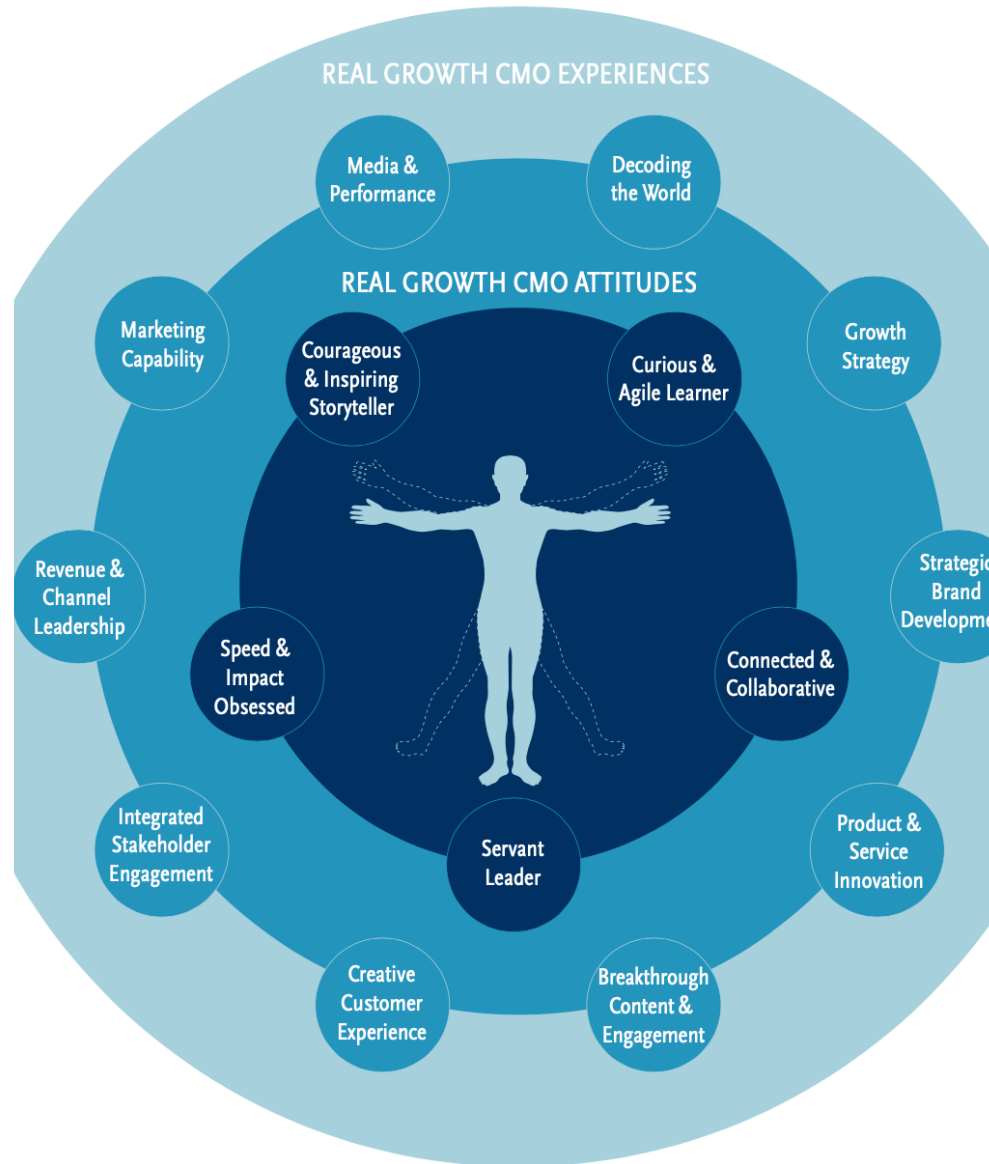 REAL GROWTH CMO EXPERIENCES
Media &
Performance
Decoding
the World
REAL GROWTH CMO ATTITUDES
Marketing
Capability
Courageous
& Inspiring
Storyteller
Curious &
Agile Learner
Growth
Strategy
Revenue &
Channel
Leadership
Speed &
Impact
Obsessed
Connected &
Collaborative
Strategic
Brand
Developme
Integrated
Stakeholder
Engagement
Servant
Leader
Product &
Service
Innovation
Creative
Customer
Experience
Breakthrough
Content &
Engagement